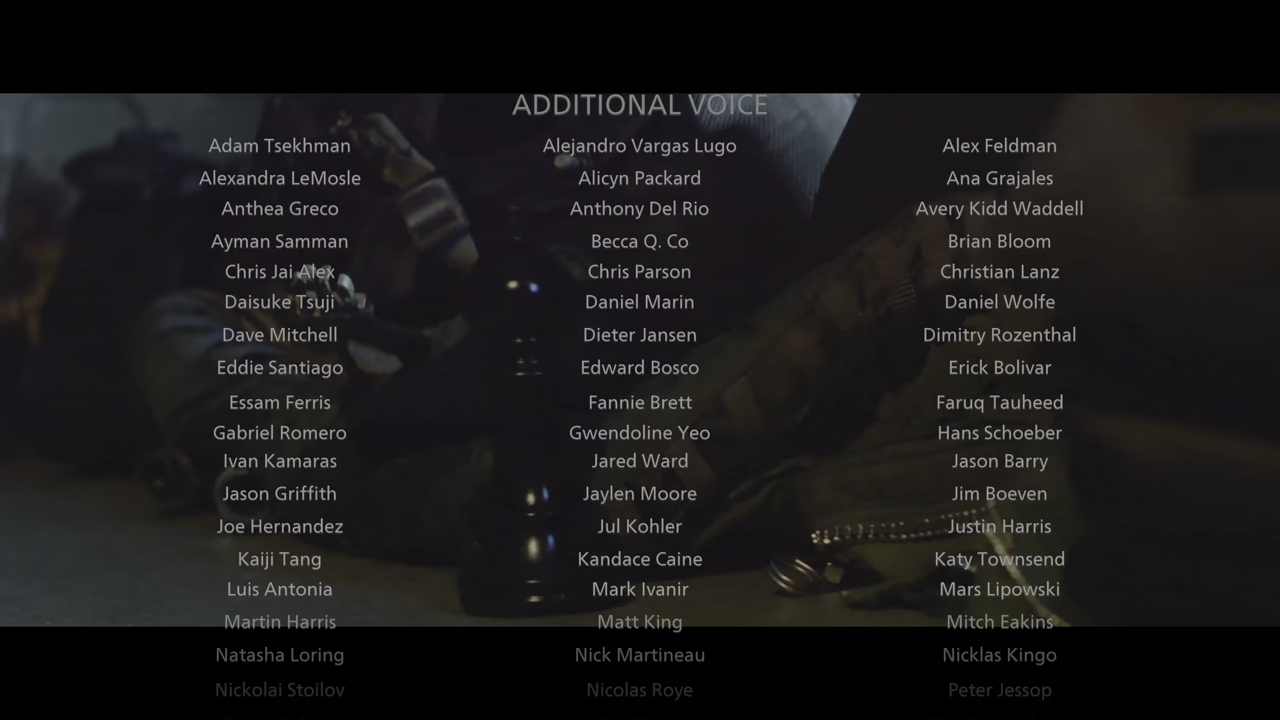 ADDITIONAL VOICE
Adam Tsekhman Alejandro Vargas Lugo Alex Feldman
Alexandra LeMosle Alicyn Packard Ana Grajales
Anthea Greco Anthony Del Rio Avery Kidd Waddell
Ayman Samman Becca Q. Co Brian Bloom
Chris Jai Alex Chris Parson Christian Lanz
Daisuke Tsuji Daniel Marin Daniel Wolfe
Dave Mitchell Dieter Jansen Dimitry Rozenthal
Eddie Santiago Edward Bosco Erick Bolivar
Essam Ferris Fannie Brett Faruq Tauheed
Gabriel Romero Gwendoline Yeo Hans Schoeber
Ivan Kamaras Jared Ward Jason Barry
Jason Griffith Jaylen Moore Jim Boeven
Joe Hernandez Jul Kohler Justin Harris
Kaiji Tang Kandace Caine Katy Townsend
Luis Antonia Mark Ivanir Mars Lipowski
Martin Harris Matt King Mitch Eakins
Natasha Loring Nick Martineau Nicklas Kingo
Nickolai Stoilov Nicolas Roye Peter Jessop